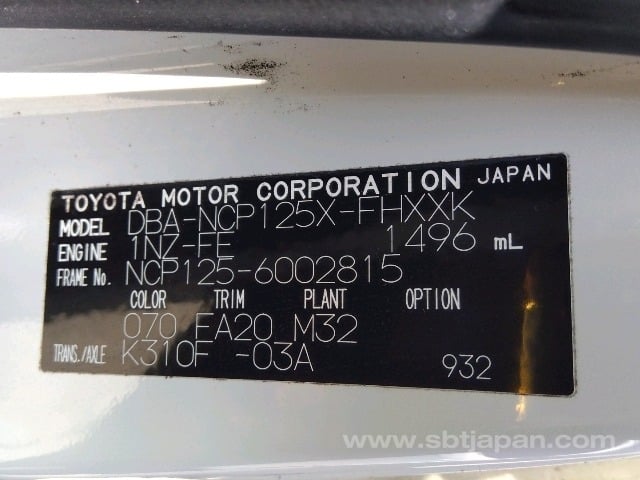 TOYOTA MOTOR CORPORATION JAPAN
MODEL DBA-NCP125X-FHXXK
ENGINE 1NZ-FE 1496 mL
FRAME No. NCP125-6002815
COLOR TRIM PLANT OPTION
070 FA20 M32
TRANS./AXLE K310F -03A 932
www.sbtjapan.com